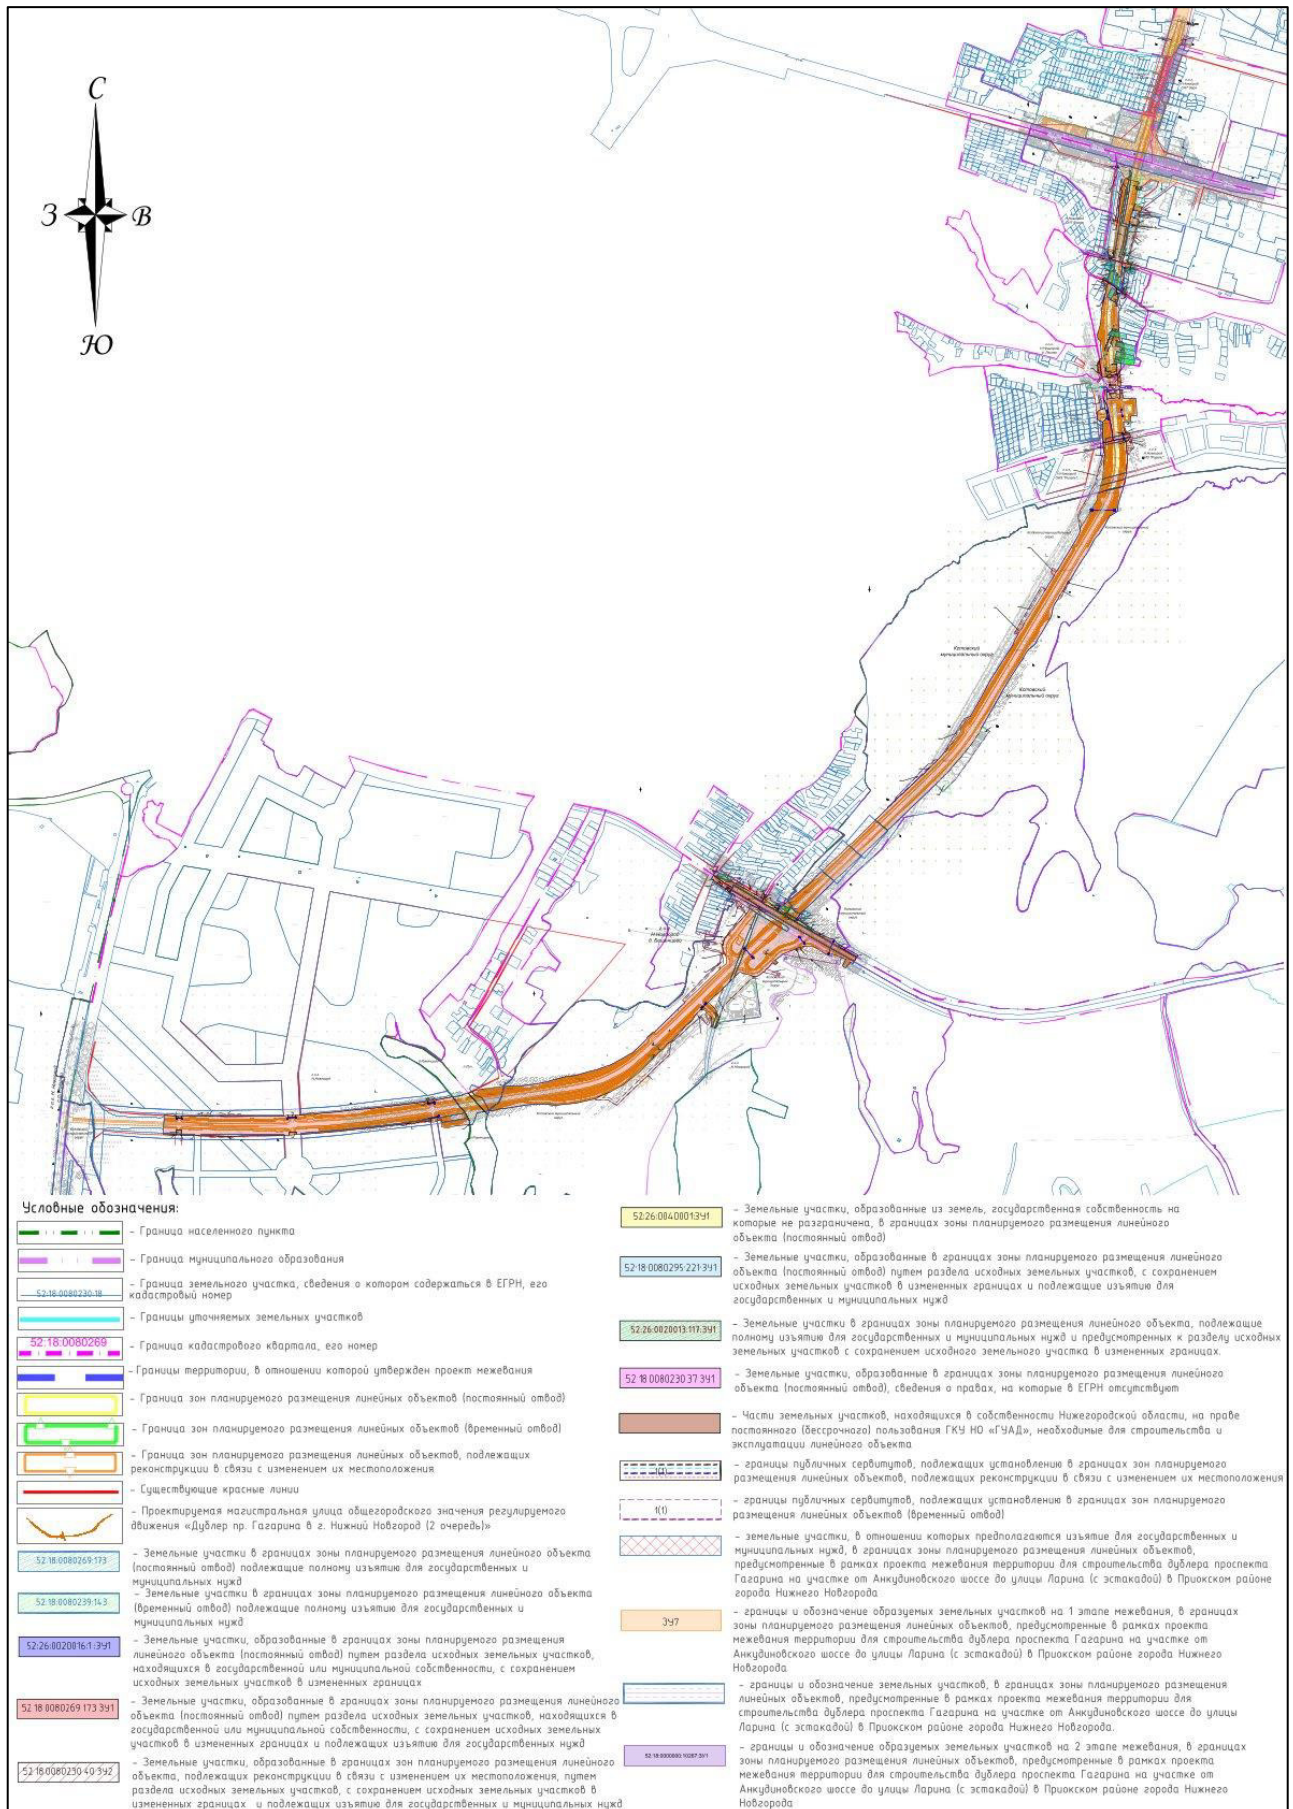 С
З
В
Ю
Котовский
муниципальный округ
Котовский
муниципальный округ
Условные обозначения:
- Граница населенного пункта
- Граница муниципального образования
52:18:0080230:18
- Граница земельного участка, сведения о котором содержаться в ЕГРН, его
кадастровый номер
- Границы уточняемых земельных участков
52:18:0080269
- Граница кадастрового квартала, его номер
- Границы территории, в отношении которой утвержден проект межевания
- Граница зон планируемого размещения линейных объектов (постоянный отвод)
- Граница зон планируемого размещения линейных объектов (временный отвод)
- Граница зон планируемого размещения линейных объектов, подлежащих
реконструкции в связи с изменением их местоположения
- Существующие красные линии
- Проектируемая магистральная улица общегородского значения регулируемого
движения «Дублер пр. Гагарина в г. Нижний Новгород (2 очередь)»
52:18:0080269:173
- Земельные участки в границах зоны планируемого размещения линейного объекта
(постоянный отвод) подлежащие полному изъятию для государственных и
муниципальных нужд
52:18:0080239:143
- Земельные участки в границах зоны планируемого размещения линейного объекта
(временный отвод) подлежащие полному изъятию для государственных и
муниципальных нужд
52:26:0020016:1:ЗУ1
- Земельные участки, образованные в границах зоны планируемого размещения
линейного объекта (постоянный отвод) путем раздела исходных земельных участков,
находящихся в государственной или муниципальной собственности, с сохранением
исходных земельных участков в измененных границах
52:18:0080269:173:ЗУ1
- Земельные участки, образованные в границах зоны планируемого размещения линейного
объекта (постоянный отвод) путем раздела исходных земельных участков, находящихся в
государственной или муниципальной собственности, с сохранением исходных земельных
участков в измененных границах и подлежащих изъятию для государственных нужд
52:18:0080230:40:ЗУ2
- Земельные участки, образованные в границах зон планируемого размещения линейного
объекта, подлежащих реконструкции в связи с изменением их местоположения, путем
раздела исходных земельных участков, с сохранением исходных земельных участков в
измененных границах и подлежащих изъятию для государственных и муниципальных нужд
52:26:0040001:ЗУ1
- Земельные участки, образованные из земель, государственная собственность на
которые не разграничена, в границах зоны планируемого размещения линейного
объекта (постоянный отвод)
52:18:0080295:221:ЗУ1
- Земельные участки, образованные в границах зоны планируемого размещения линейного
объекта (постоянный отвод) путем раздела исходных земельных участков, с сохранением
исходных земельных участков в измененных границах и подлежащие изъятию для
государственных и муниципальных нужд
52:26:0020013:117:ЗУ1
- Земельные участки в границах зоны планируемого размещения линейного объекта, подлежащие
полному изъятию для государственных и муниципальных нужд и предусмотренных к разделу исходных
земельных участков с сохранением исходного земельного участка в измененных границах.
52:18:0080230:37:ЗУ1
- Земельные участки, образованные в границах зоны планируемого размещения линейного
объекта (постоянный отвод), сведения о правах, на которые в ЕГРН отсутствуют
- Части земельных участков, находящихся в собственности Нижегородской области, на праве
постоянного (бессрочного) пользования ГКУ НО «ГУАД», необходимые для строительства и
эксплуатации линейного объекта
1(1)
- границы публичных сервитутов, подлежащих установлению в границах зон планируемого
размещения линейных объектов, подлежащих реконструкции в связи с изменением их местоположения
1(1)
- границы публичных сервитутов, подлежащих установлению в границах зон планируемого
размещения линейных объектов (временный отвод)
- земельные участки, в отношении которых предполагаются изъятие для государственных и
муниципальных нужд, в границах зоны планируемого размещения линейных объектов,
предусмотренные в рамках проекта межевания территории для строительства дублера проспекта
Гагарина на участке от Анкудиновского шоссе до улицы Ларина (с эстакадой) в Приокском районе
города Нижнего Новгорода
ЗУ7
- границы и обозначение образуемых земельных участков на 1 этапе межевания, в границах
зоны планируемого размещения линейных объектов, предусмотренные в рамках проекта
межевания территории для строительства дублера проспекта Гагарина на участке от
Анкудиновского шоссе до улицы Ларина (с эстакадой) в Приокском районе города Нижнего
Новгорода
- границы и обозначение земельных участков, в границах зоны планируемого размещения
линейных объектов, предусмотренные в рамках проекта межевания территории для
строительства дублера проспекта Гагарина на участке от Анкудиновского шоссе до улицы
Ларина (с эстакадой) в Приокском районе города Нижнего Новгорода.
- границы и обозначение образуемых земельных участков на 2 этапе межевания, в границах
зоны планируемого размещения линейных объектов, предусмотренные в рамках проекта
межевания территории для строительства дублера проспекта Гагарина на участке от
Анкудиновского шоссе до улицы Ларина (с эстакадой) в Приокском районе города Нижнего
Новгорода